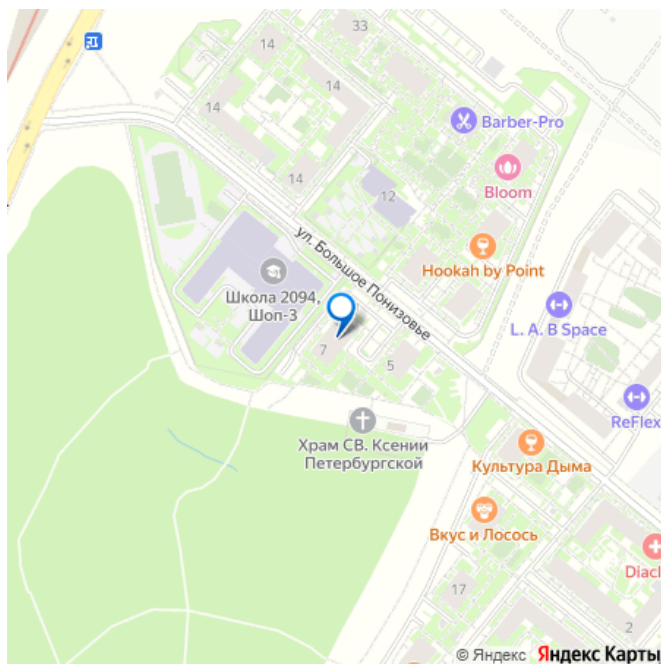 33
14
14
14
14
Barber-Pro
Bloom
12
ул. Большое Понизовье
Hookah by Point
Школа 2094,
Шоп-3
L. A. B Space
7
5
ReFlex
Храм СВ. Ксении
Петербургской
Культура Дыма
Вкус и Лосось
Diacl
17
2
© Яндекс Яндекс Карты